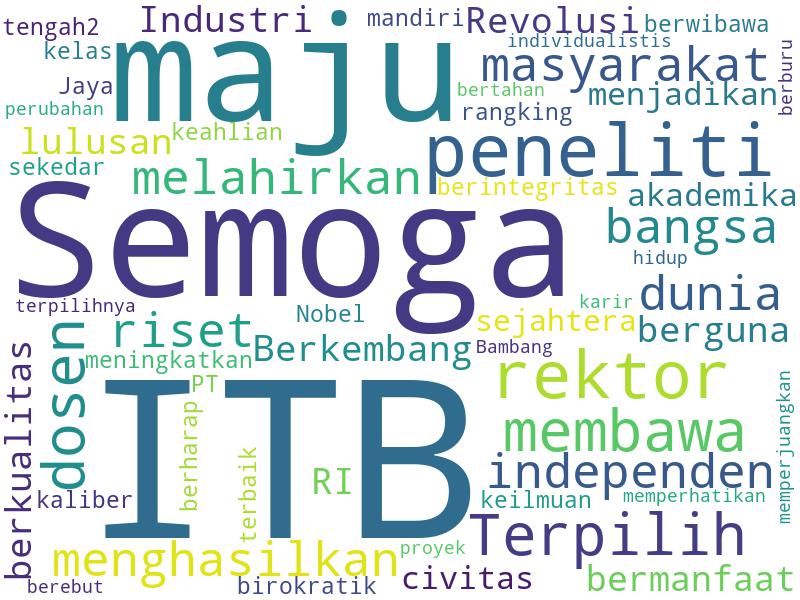 tengah2
Industri
mandiri
Revolusi
berwibawa
kelas
maju
individualistis
masyarakat
berburu
Jaya
bertahan
menjadikan
perubahan
rangking
lulusan
keahlian
peneliti
sekedar
melahirkan
berintegritas
akademika
Semoga
bangsa
hidup
dunia
terpilihnya
Nobel
karir
sejahtera
berguna
dosen
riset
Berkembang
Bambang
meningkatkan
PT
rektor
berkualitas
ITB
berharap
terbaik
RI
membawa
memperjuangkan
independen
kaliber
keilmuan
memperhatikan
Terpilih
menghasilkan
proyek
berebut
birokratik
civitas
bermanfaat